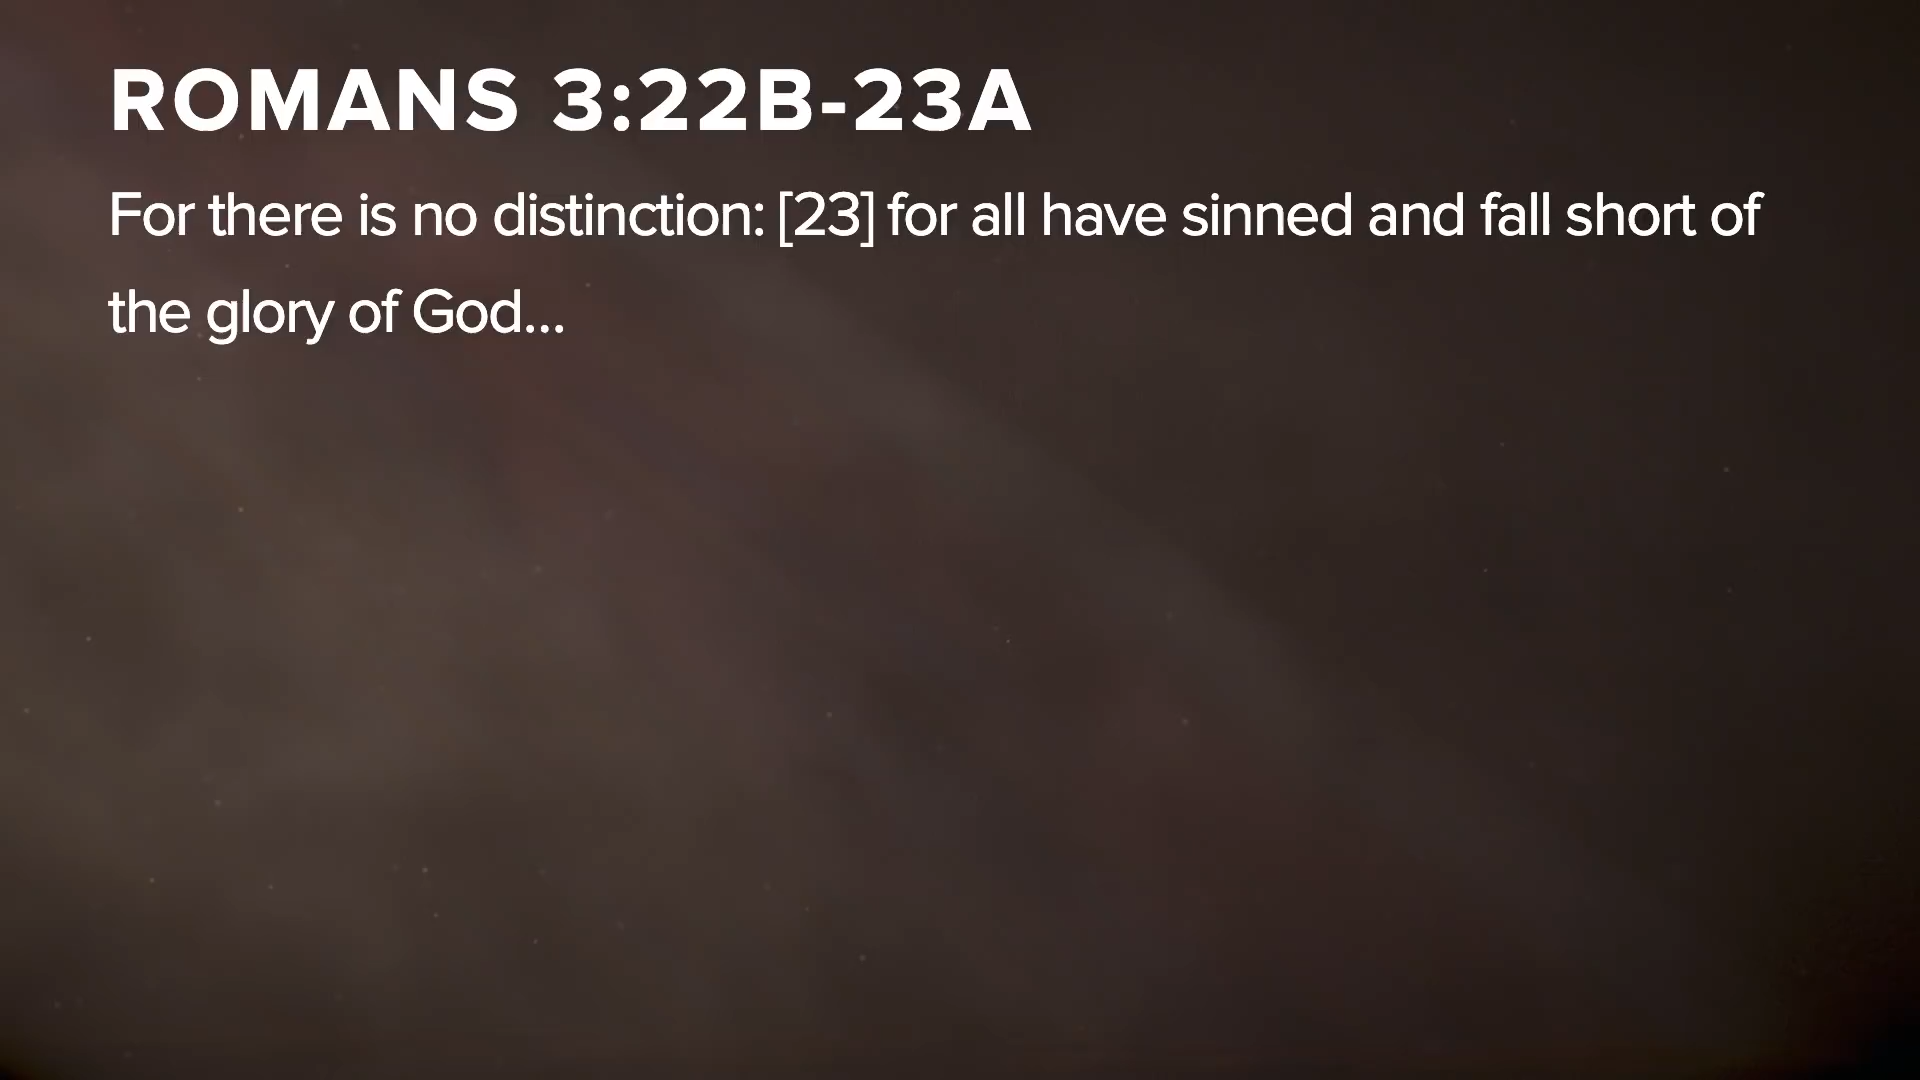 ROMANS 3:22B-23A
For there is no distinction: [23] for all have sinned and fall short of
the glory of God...